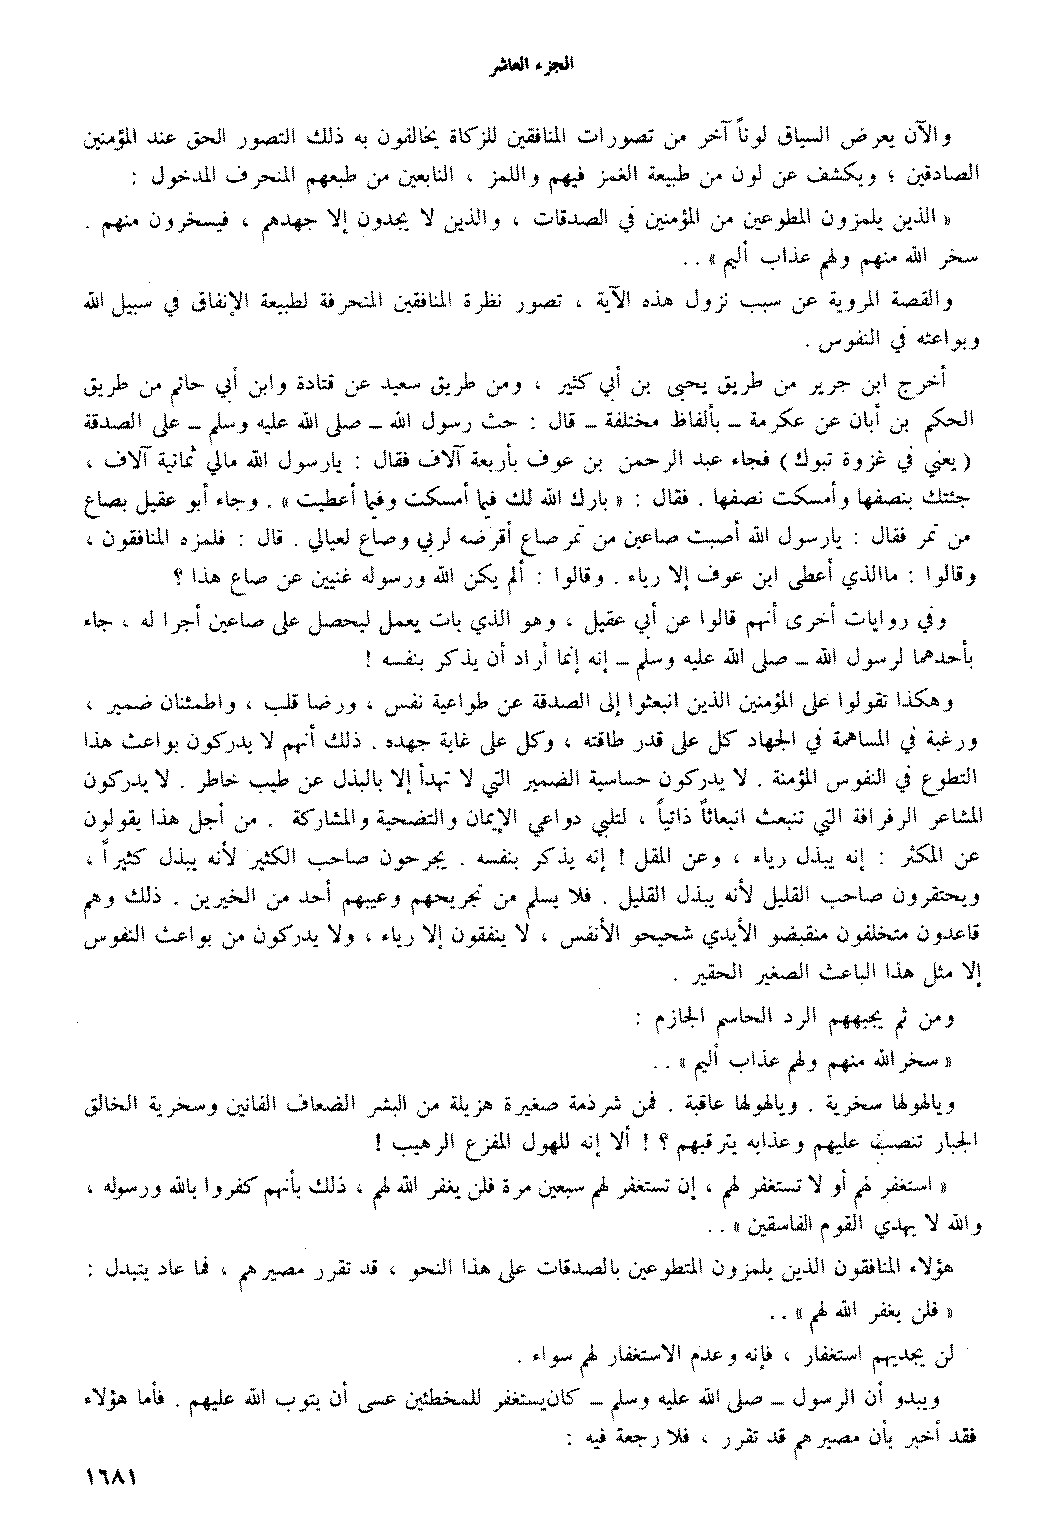 الجزء العاشر
والآن يعرض السياق لوناً آخر من تصورات المنافقين للزكاة يخالفون به ذلك التصور الحق عند المؤمنين
الصادقين ؛ ويكشف عن لون من طبيعة الغمز فيهم واللمز ، النابعين من طبعهم المنحرف المدخول :
« الذين يلمزون المطوعين من المؤمنين في الصدقات ، والذين لا يجدون إلا جهدهم ، فيسخرون منهم .
سخر الله منهم ولهم عذاب أليم » ..
والقصة المروية عن سبب نزول هذه الآية ، تصور نظرة المنافقين المنحرفة لطبيعة الإنفاق في سبيل الله
وبواعثه في النفوس .
أخرج ابن جرير من طريق يحيى بن أبي كثير ، ومن طريق سعيد عن قتادة وابن أبي حاتم من طريق
الحكم بن أبان عن عكرمة – بألفاظ مختلفة – قال : حث رسول الله – صلى الله عليه وسلم – على الصدقة
( يعني في غزوة تبوك ) فجاء عبد الرحمن بن عوف بأربعة آلاف فقال : يارسول الله مالي ثمانية آلاف ،
جئتك بنصفها وأمسكت نصفها . فقال : « بارك الله لك فيما أمسكت وفيما أعطيت » . وجاء أبو عقيل بصاع
من تمر فقال : يارسول الله أصبت صاعين من تمر صاع أقرضه لربي وصاع لعيالي . قال : فلمزه المنافقون ،
وقالوا : ماالذي أعطى ابن عوف إلا رياء . وقالوا : ألم يكن الله ورسوله غنيين عن صاع هذا ؟
وفي روايات أخرى أنهم قالوا عن أبي عقيل ، وهو الذي بات يعمل ليحصل على صاعين أجرا له ، جاء
بأحدهما لرسول الله – صلى الله عليه وسلم – إنه إنما أراد أن يذكر بنفسه !
وهكذا تقولوا على المؤمنين الذين انبعثوا إلى الصدقة عن طواعية نفس ، ورضا قلب ، واطمئنان ضمير ،
ورغبة في المساهمة في الجهاد كل على قدر طاقته ، وكل على غاية جهده . ذلك أنهم لا يدركون بواعث هذا
التطوع في النفوس المؤمنة . لا يدركون حساسية الضمير التي لا تهدأ إلا بالبذل عن طيب خاطر . لا يدركون
المشاعر الرفرافة التي تنبعث انبعاثاً ذاتياً ، لتلبي دواعي الإيمان والتضحية والمشاركة . من أجل هذا يقولون
عن المكثر : إنه يبذل رياء ، وعن المقل ! إنه يذكر بنفسه . يجرحون صاحب الكثير لأنه يبذل كثيراً ،
ويحتقرون صاحب القليل لأنه يبذل القليل . فلا يسلم من تجريحهم وعيبهم أحد من الخيرين . ذلك وهم
قاعدون متخلفون منقبضو الأيدي شحيحو الأنفس ، لا ينفقون إلا رياء ، ولا يدركون من بواعث النفوس
إلا مثل هذا الباعث الصغير الحقير .
ومن ثم يجبههم الرد الحاسم الجازم :
« سخر الله منهم ولهم عذاب أليم » ..
ويالهولها سخرية . ويالهولها عاقبة . فمن شرذمة صغيرة هزيلة من البشر الضعاف الفانين وسخرية الخالق
الجبار تنصب عليهم وعذابه يترقبهم ؟ ! ألا إنه للهول المفزع الرهيب !
« استغفر لهم أو لا تستغفر لهم ، إن تستغفر لهم سبعين مرة فلن يغفر الله لهم ، ذلك بأنهم كفروا بالله ورسوله ،
والله لا يهدي القوم الفاسقين » ..
هؤلاء المنافقون الذين يلمزون المتطوعين بالصدقات على هذا النحو ، قد تقرر مصيرهم ، فما عاد يتبدل :
« فلن يغفر الله لهم » ..
لن يجديهم استغفار ، فإنه وعدم الاستغفار لهم سواء .
ويبدو أن الرسول – صلى الله عليه وسلم – كان يستغفر للمخطئين عسى أن يتوب الله عليهم . فأما هؤلاء
فقد أخبر بأن مصيرهم قد تقرر ، فلا رجعة فيه :
١٦٨١